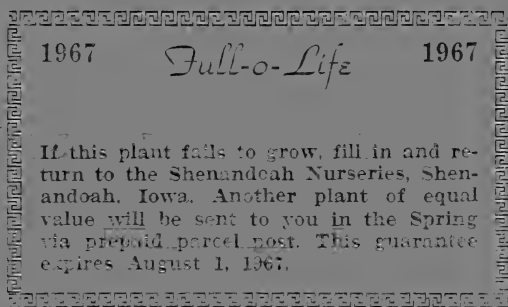 1967 Full-o-Life 1967
If this plant fails to grow, fill in and re-
turn to the Shenandoah Nurseries, Shen-
andoah, Iowa. Another plant of equal
value will be sent to you in the Spring
via prepaid parcel post. This guarantee
expires August 1, 1967.